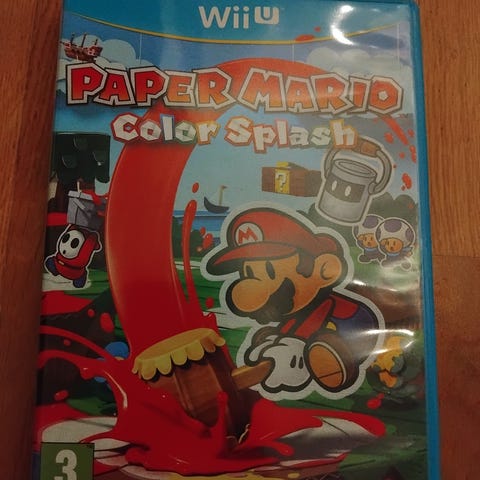 Wii U
PAPER MARIO
Color Splash
?
M
3